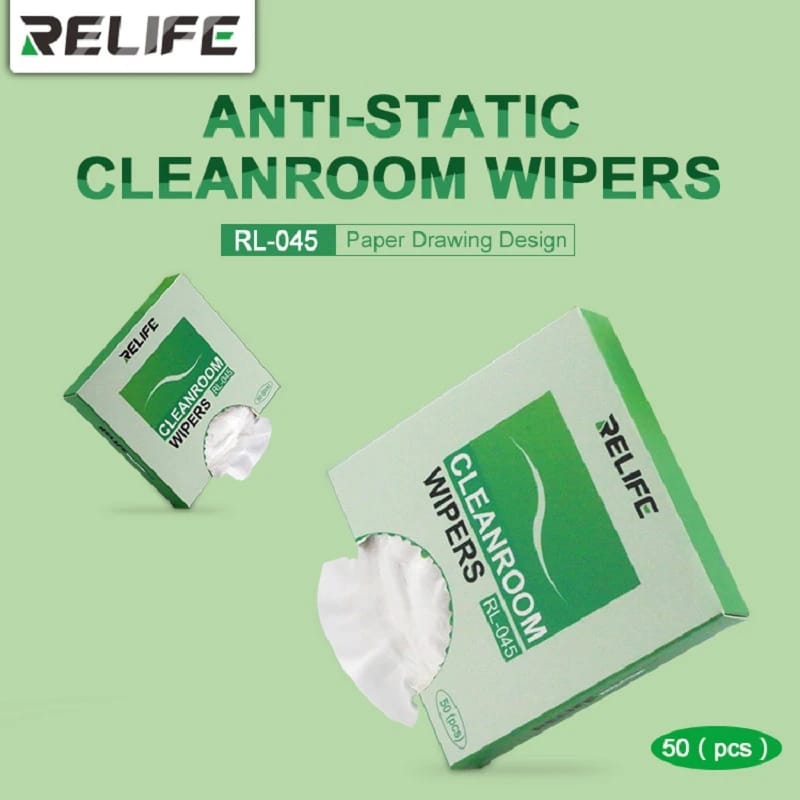 RELIFE
ANTI-STATIC
CLEANROOM WIPERS
RL-045 Paper Drawing Design
RELIFE
CLEANROOM
WIPERS
RL-045
RELIFE
CLEANROOM
WIPERS
RL-045
50(pcs)
50 ( pcs )